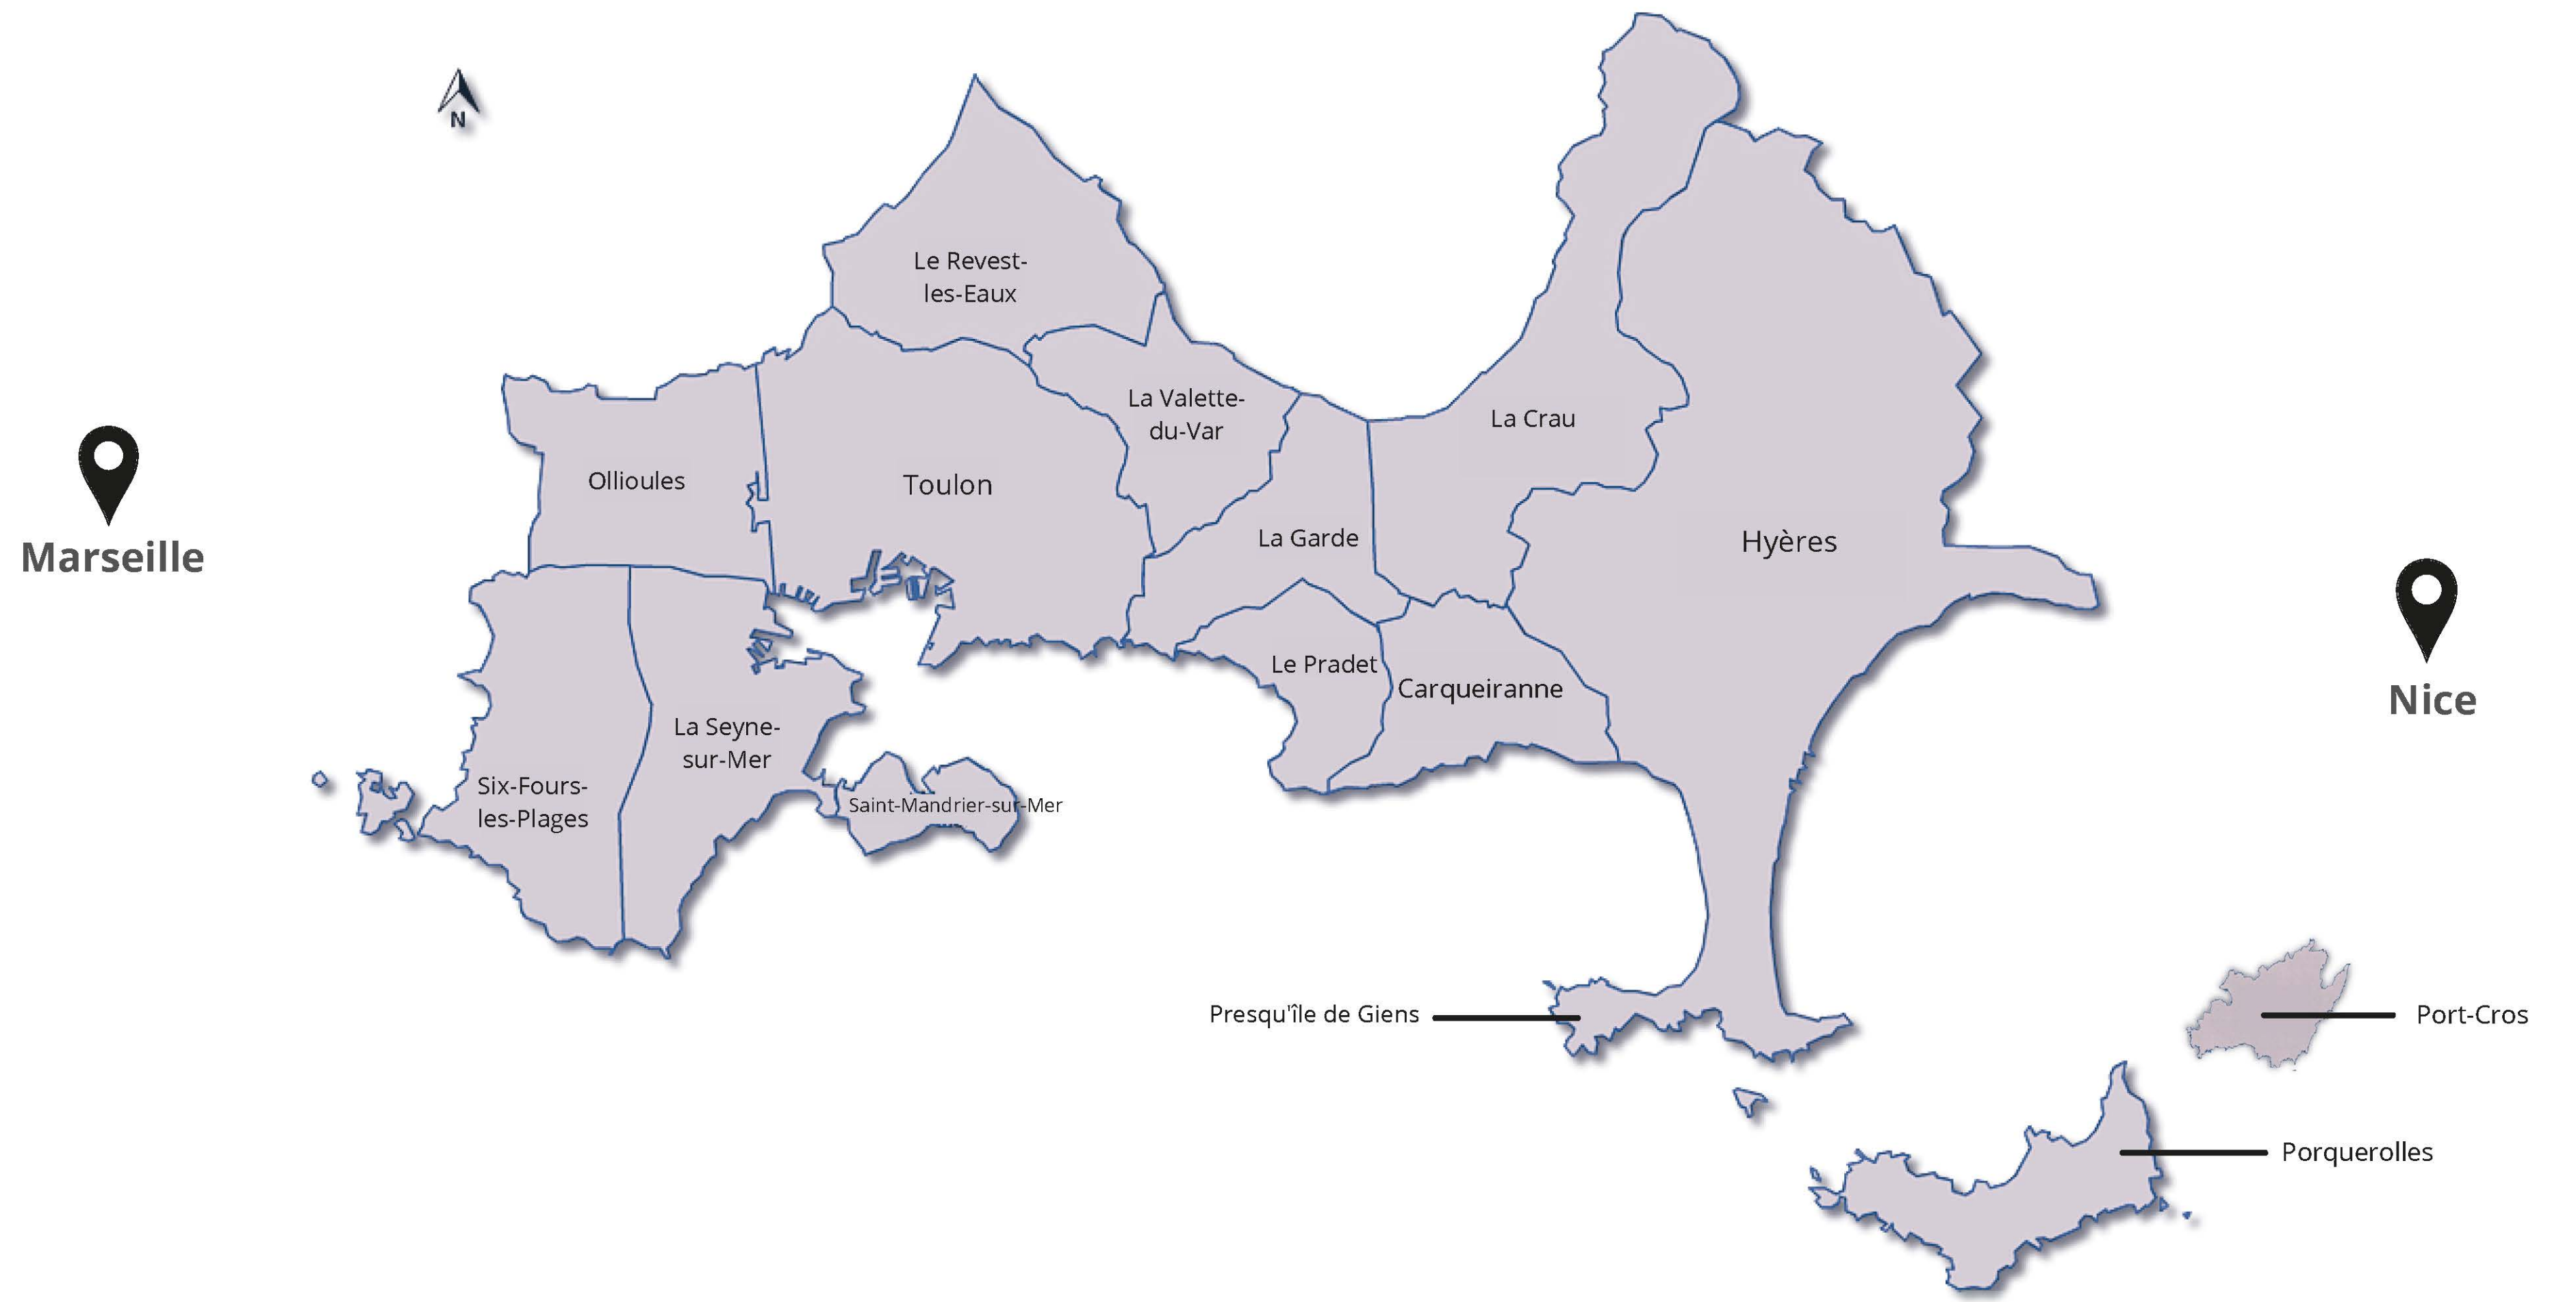 N
Le Revest-
les-Eaux
La Valette-
du-Var
La Crau
Ollioules
Toulon
La Garde
Hyères
Marseille
Le Pradet
Carqueiranne
Nice
La Seyne-
sur-Mer
Six-Fours-
les-Plages
Saint-Mandrier-sur-Mer
Presqu'île de Giens
Port-Cros
Porquerolles